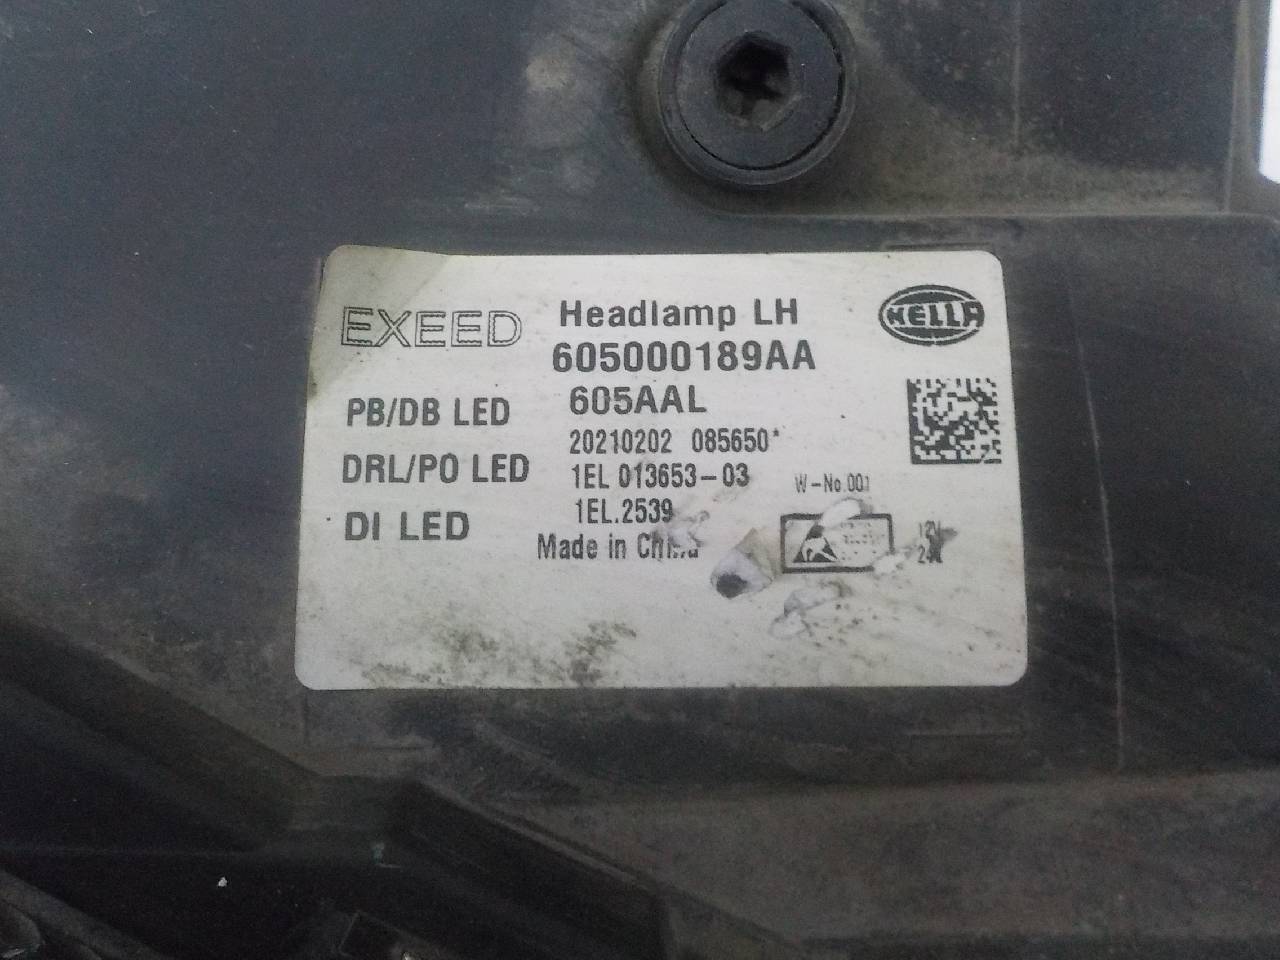 EXEED
Headlamp LH
HELLA
605000189AA
PB/DB LED
605AAL
20210202 085650*
DRL/PO LED
1EL 013653-03
W-No.001
DI LED
1EL.2539
Made in China
12V